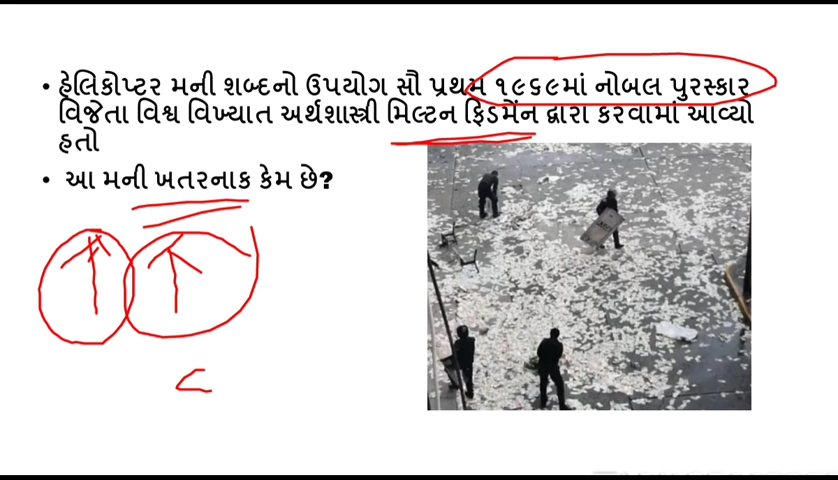 • હેલિકોપ્ટર મની શબ્દનો ઉપયોગ સૌ પ્રથમ ૧૯૬૯માં નોબલ પુરસ્કાર
વિજેતા વિશ્વ વિખ્યાત અર્થશાસ્ત્રી મિલ્ટન ફ્રિડમેંન દ્વારા કરવામાં આવ્યો
હતો
• આ મની ખતરનાક કેમ છે?